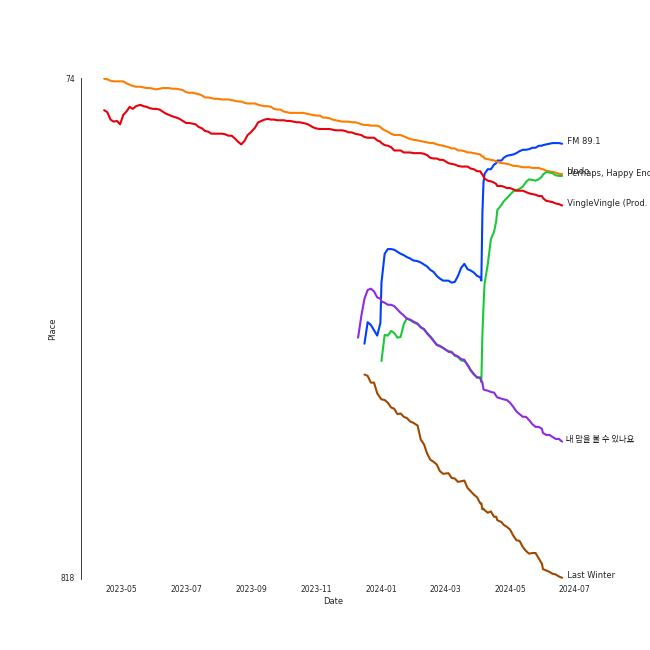 74
FM 89.1
Perhaps, Happy End
VingleVingle (Prod.
Place
내 맘을 볼 수 있나요
Last Winter
818
2023-05
2023-07
2023-09
2023-11
2024-01
2024-03
2024-05
2024-07
Date